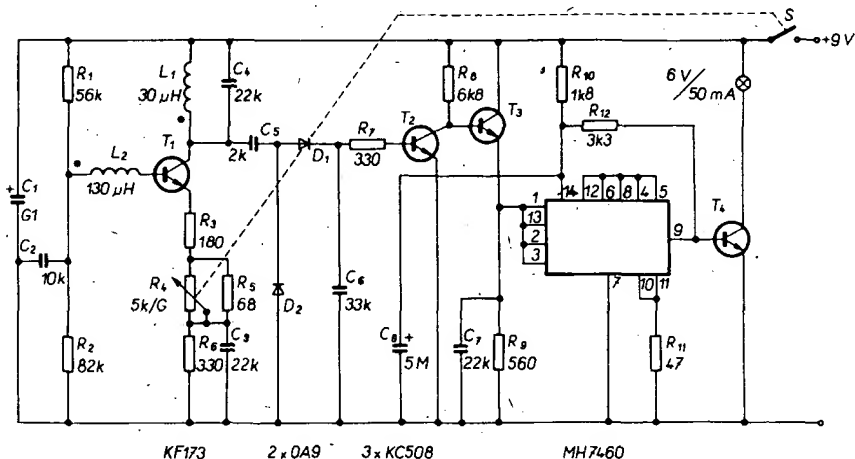 S
+9V
R1
56k
L1
30 µH
C4
22k
C5
2k
L2
130 µH
T1
C1
G1
+
C2
10k
R3
180
R4
5k/G
R5
68
R2
82k
R6
330
C3
22k
D1
D2
R7
330
C6
33k
T2
R8
6k8
T3
R10
1k8
R12
3k3
6 V/
50 mA
1
13
2
3
14
12
6
8
4
5
9
7
10
11
T4
C8
+
5M
C7
22k
R9
560
R11
47
KF173
2 x OA9
3 x KC508
MH7460